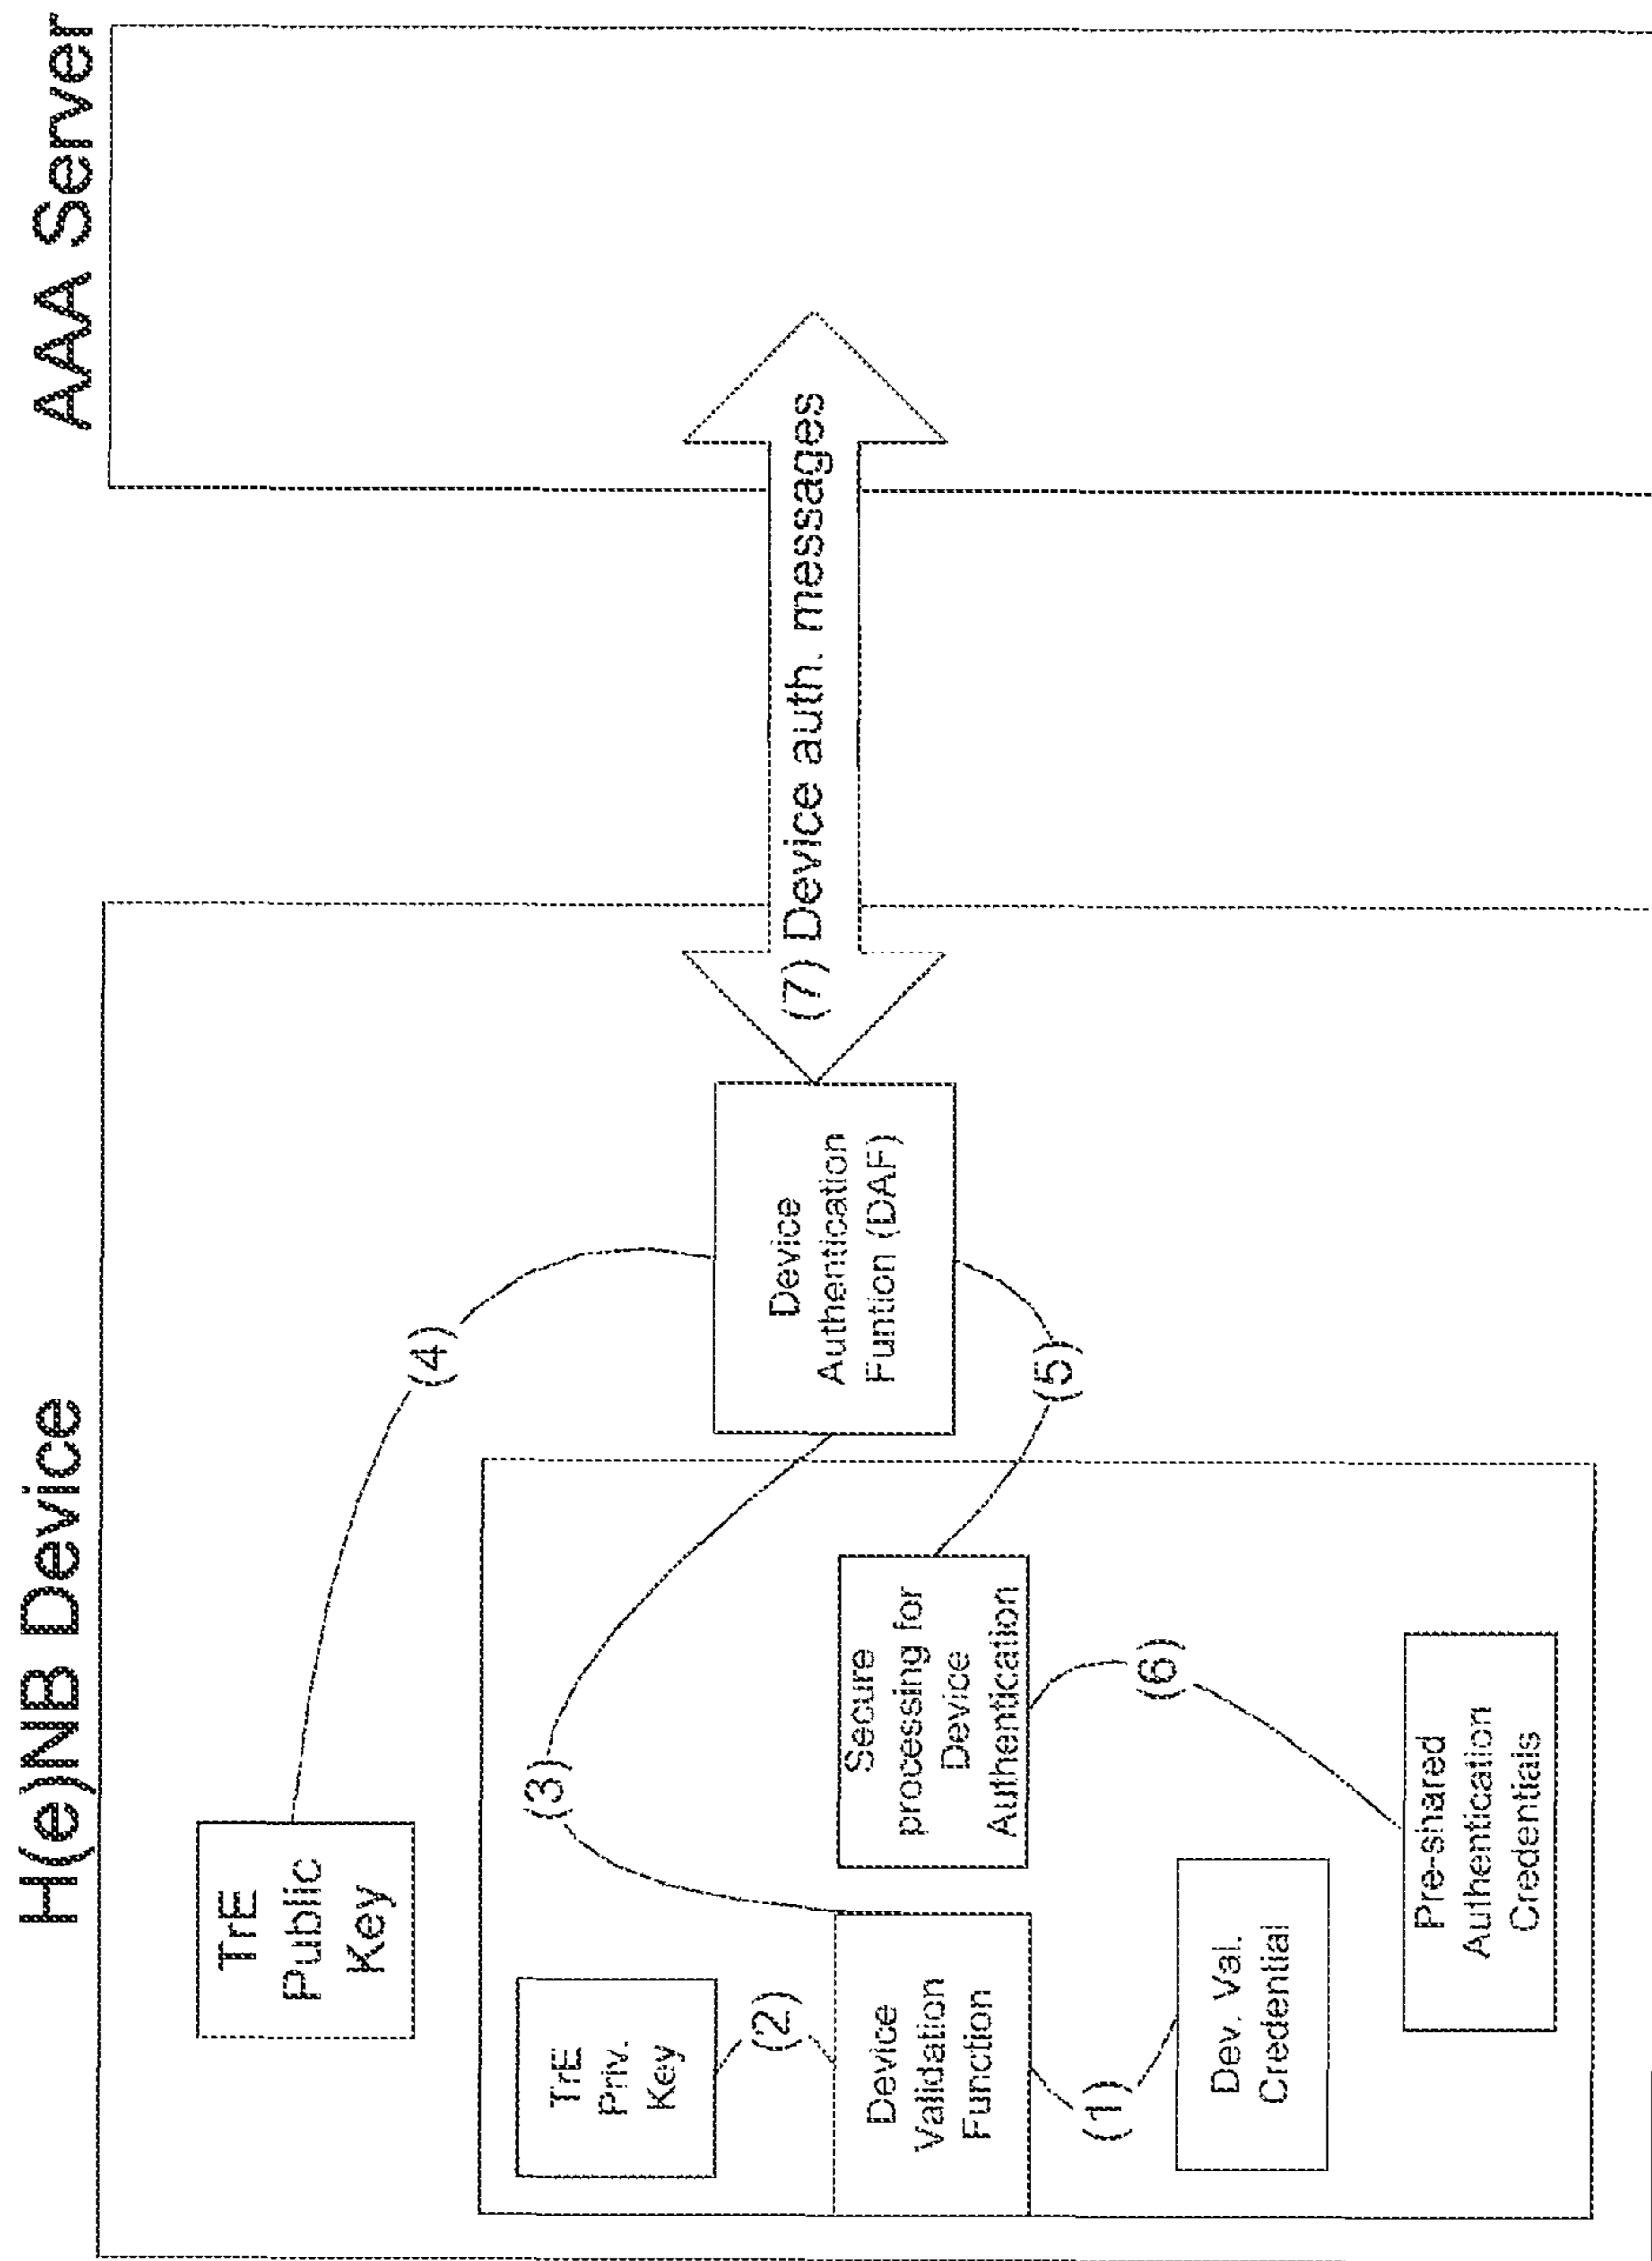 H(e)NB Device
AAA Server
TrE
Public
Key
(4)
TrE
Priv.
Key
(2)
(3)
Device
Validation
Function
(1)
Dev. Val.
Credential
Secure
processing for
Device
Authentication
(6)
Pre-shared
Authentication
Credentials
(5)
Device
Authentication
Funtion (DAF)
(7) Device auth. messages